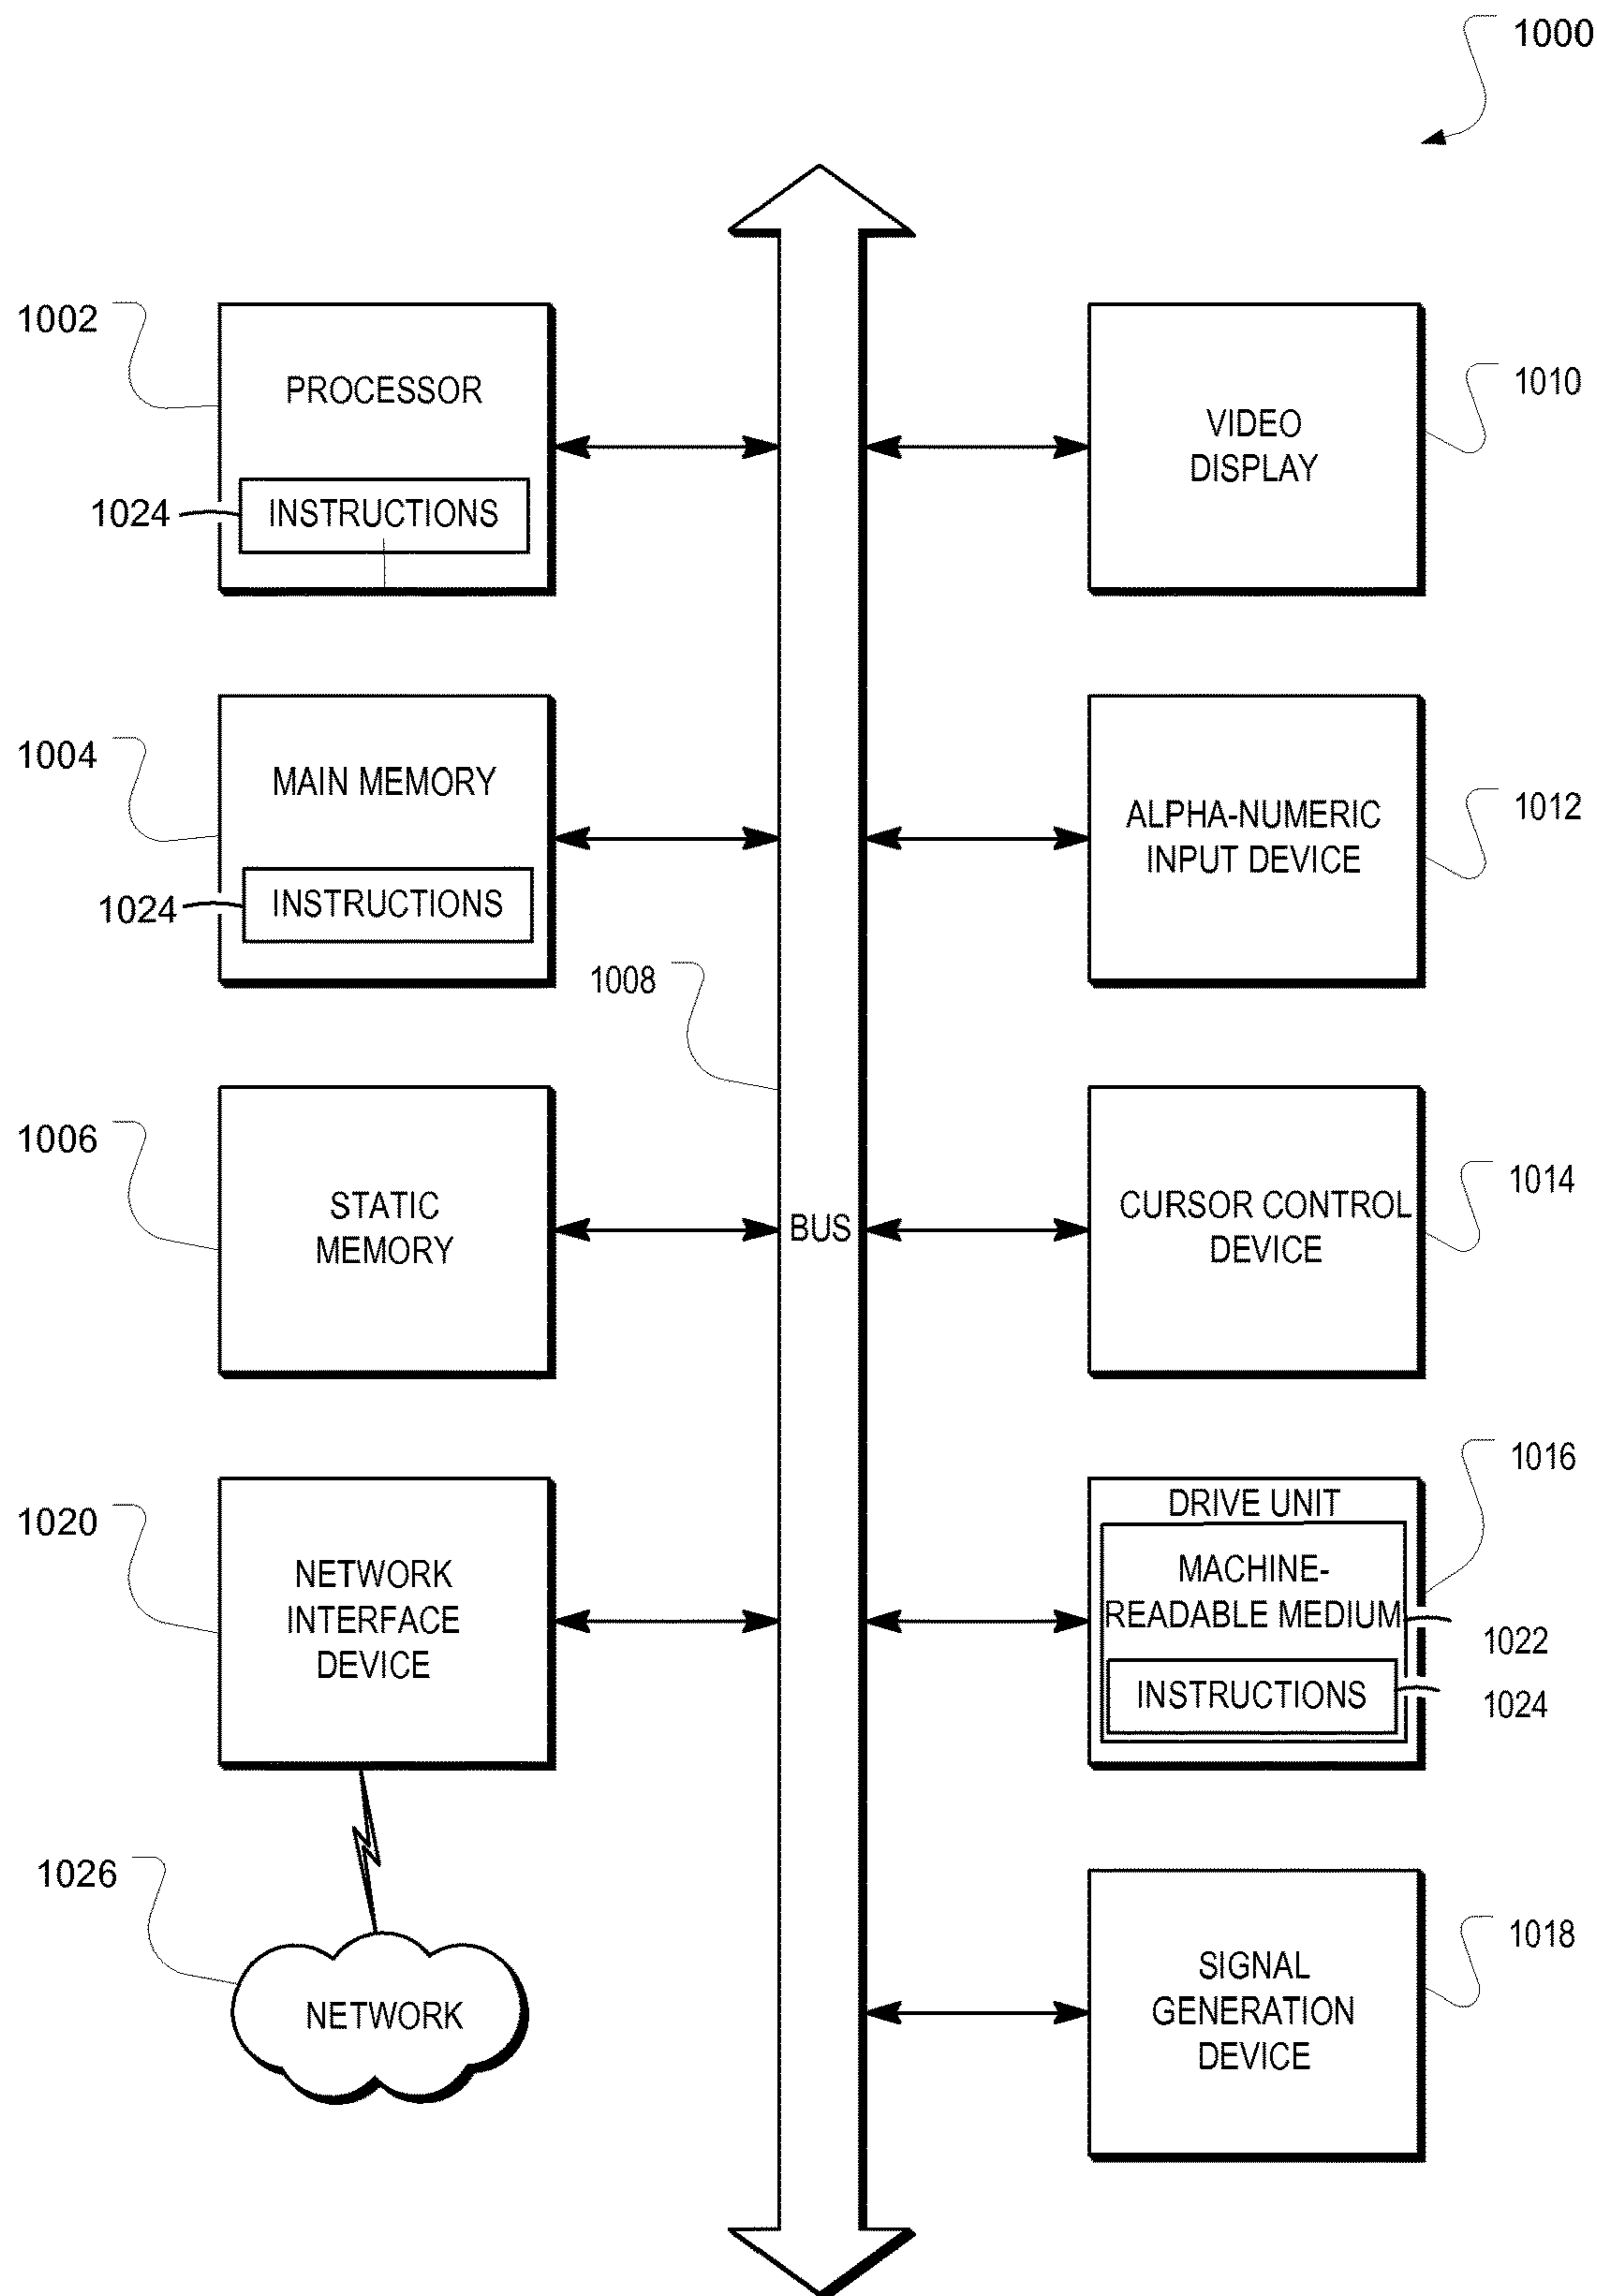 1000
1002
PROCESSOR
1024
INSTRUCTIONS
1010
VIDEO
DISPLAY
1004
MAIN MEMORY
1024
INSTRUCTIONS
1012
ALPHA-NUMERIC
INPUT DEVICE
1008
BUS
1006
STATIC
MEMORY
1014
CURSOR CONTROL
DEVICE
1020
NETWORK
INTERFACE
DEVICE
1016
DRIVE UNIT
MACHINE-
READABLE MEDIUM
1022
INSTRUCTIONS
1024
1026
NETWORK
1018
SIGNAL
GENERATION
DEVICE